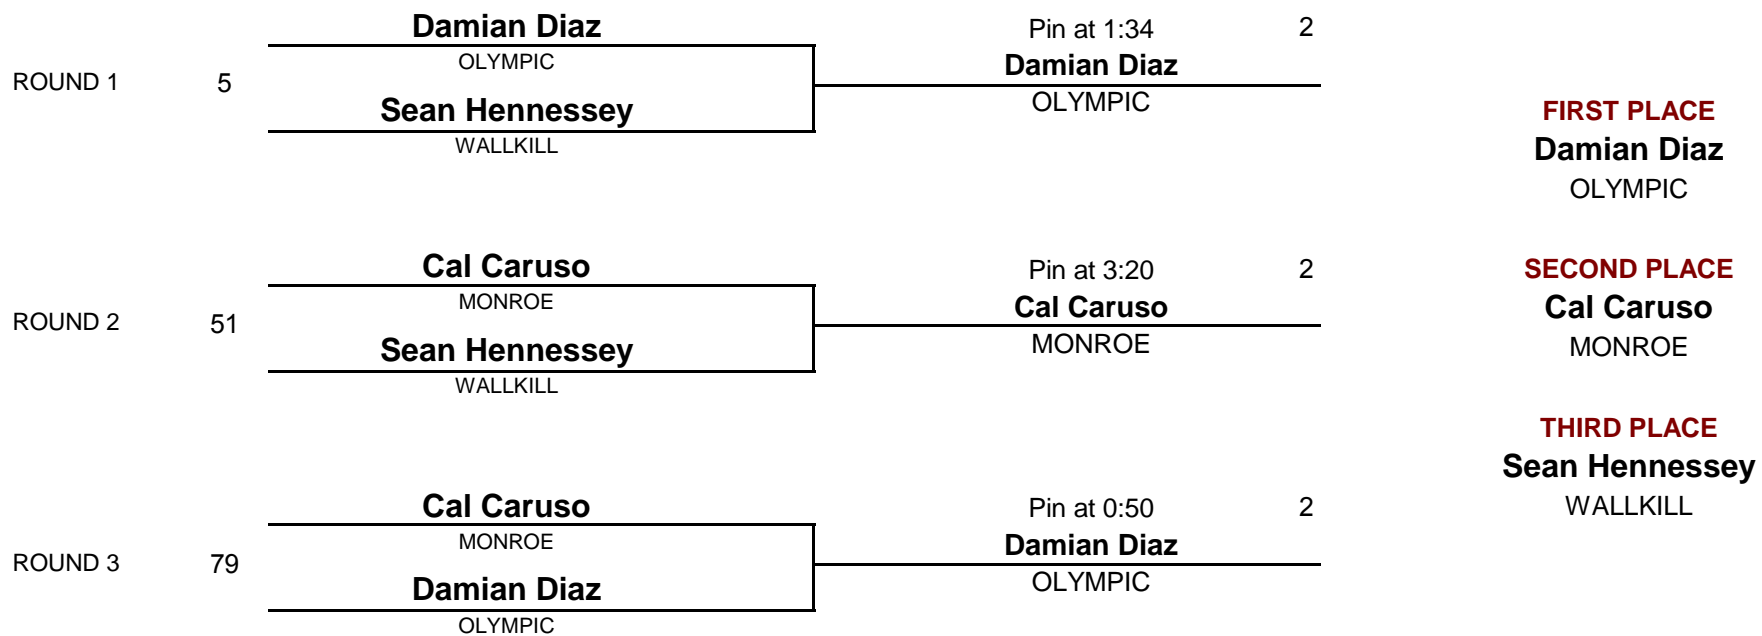 Damian Diaz
OLYMPIC
ROUND 1
5
Sean Hennessey
WALLKILL
Pin at 1:34
2
Damian Diaz
OLYMPIC
Cal Caruso
MONROE
ROUND 2
51
Sean Hennessey
WALLKILL
Pin at 3:20
2
Cal Caruso
MONROE
Cal Caruso
MONROE
ROUND 3
79
Damian Diaz
OLYMPIC
Pin at 0:50
2
Damian Diaz
OLYMPIC
FIRST PLACE
Damian Diaz
OLYMPIC
SECOND PLACE
Cal Caruso
MONROE
THIRD PLACE
Sean Hennessey
WALLKILL